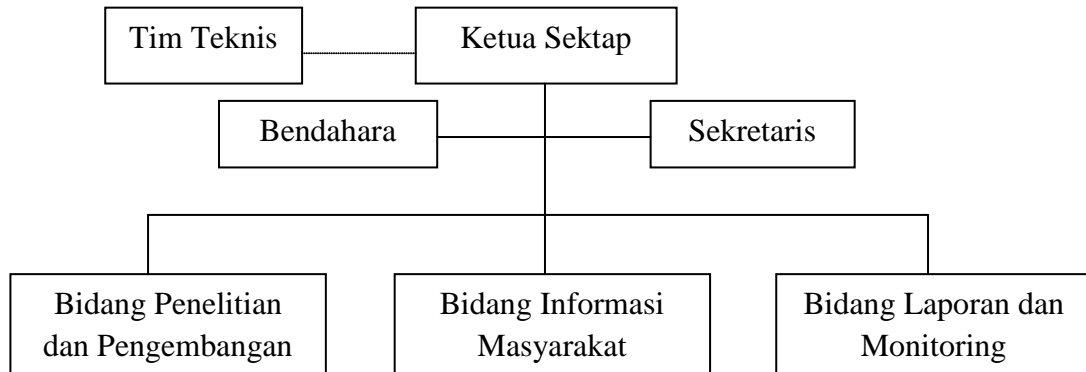 Tim Teknis
Ketua Sektap
Bendahara
Sekretaris
Bidang Penelitian
dan Pengembangan
Bidang Informasi
Masyarakat
Bidang Laporan dan
Monitoring